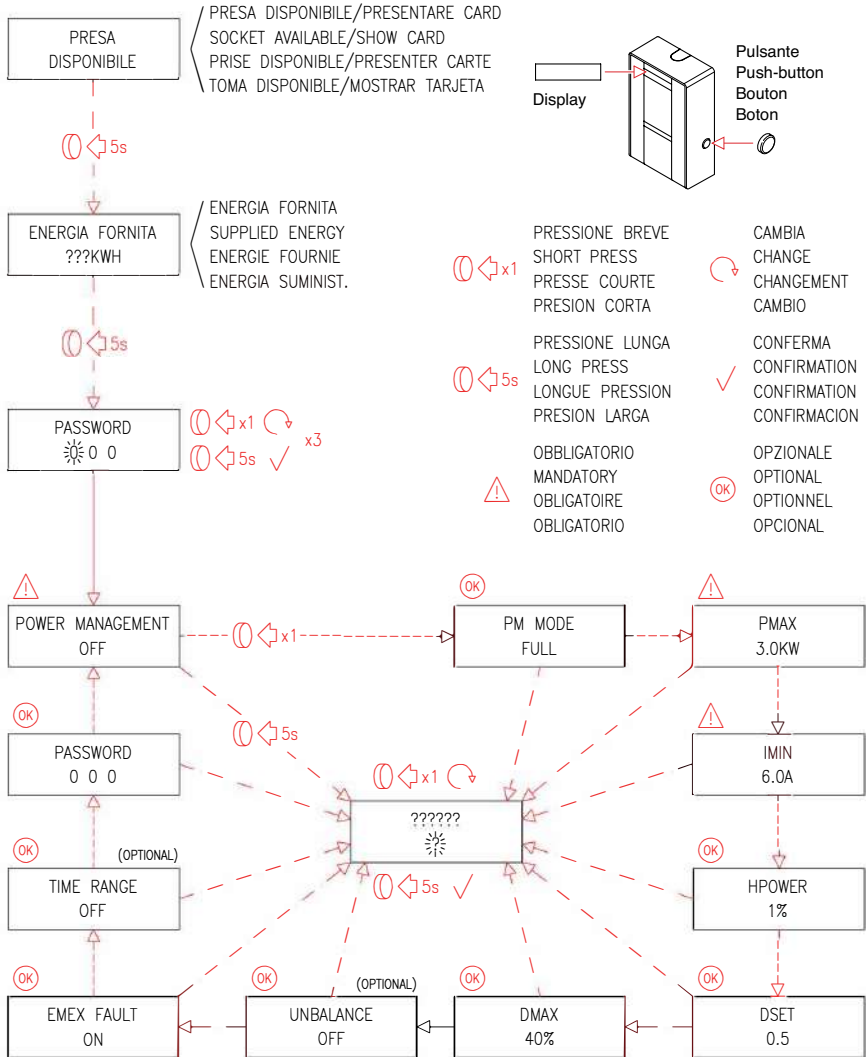 PRESA
DISPONIBILE
PRESA DISPONIBILE/PRESENTARE CARD
SOCKET AVAILABLE/SHOW CARD
PRISE DISPONIBLE/PRESENTER CARTE
TOMA DISPONIBLE/MOSTRAR TARJETA
Display
Pulsante
Push-button
Bouton
Boton
5s
ENERGIA FORNITA
???KWH
ENERGIA FORNITA
SUPPLIED ENERGY
ENERGIE FOURNIE
ENERGIA SUMINIST.
x1
PRESSIONE BREVE
SHORT PRESS
PRESSE COURTE
PRESION CORTA
CAMBIA
CHANGE
CHANGEMENT
CAMBIO
5s
5s
PRESSIONE LUNGA
LONG PRESS
LONGUE PRESSION
PRESION LARGA
CONFERMA
CONFIRMATION
CONFIRMATION
CONFIRMACION
PASSWORD
0 0 0
x1
5s
x3
!
OBBLIGATORIO
MANDATORY
OBLIGATOIRE
OBLIGATORIO
OK
OPZIONALE
OPTIONAL
OPTIONNEL
OPCIONAL
!
POWER MANAGEMENT
OFF
x1
OK
PM MODE
FULL
!
PMAX
3.0KW
OK
PASSWORD
0 0 0
5s
!
IMIN
6.0A
x1
??????
?
5s
OK
(OPTIONAL)
TIME RANGE
OFF
OK
HPOWER
1%
OK
EMEX FAULT
ON
OK
(OPTIONAL)
UNBALANCE
OFF
OK
DMAX
40%
OK
DSET
0.5